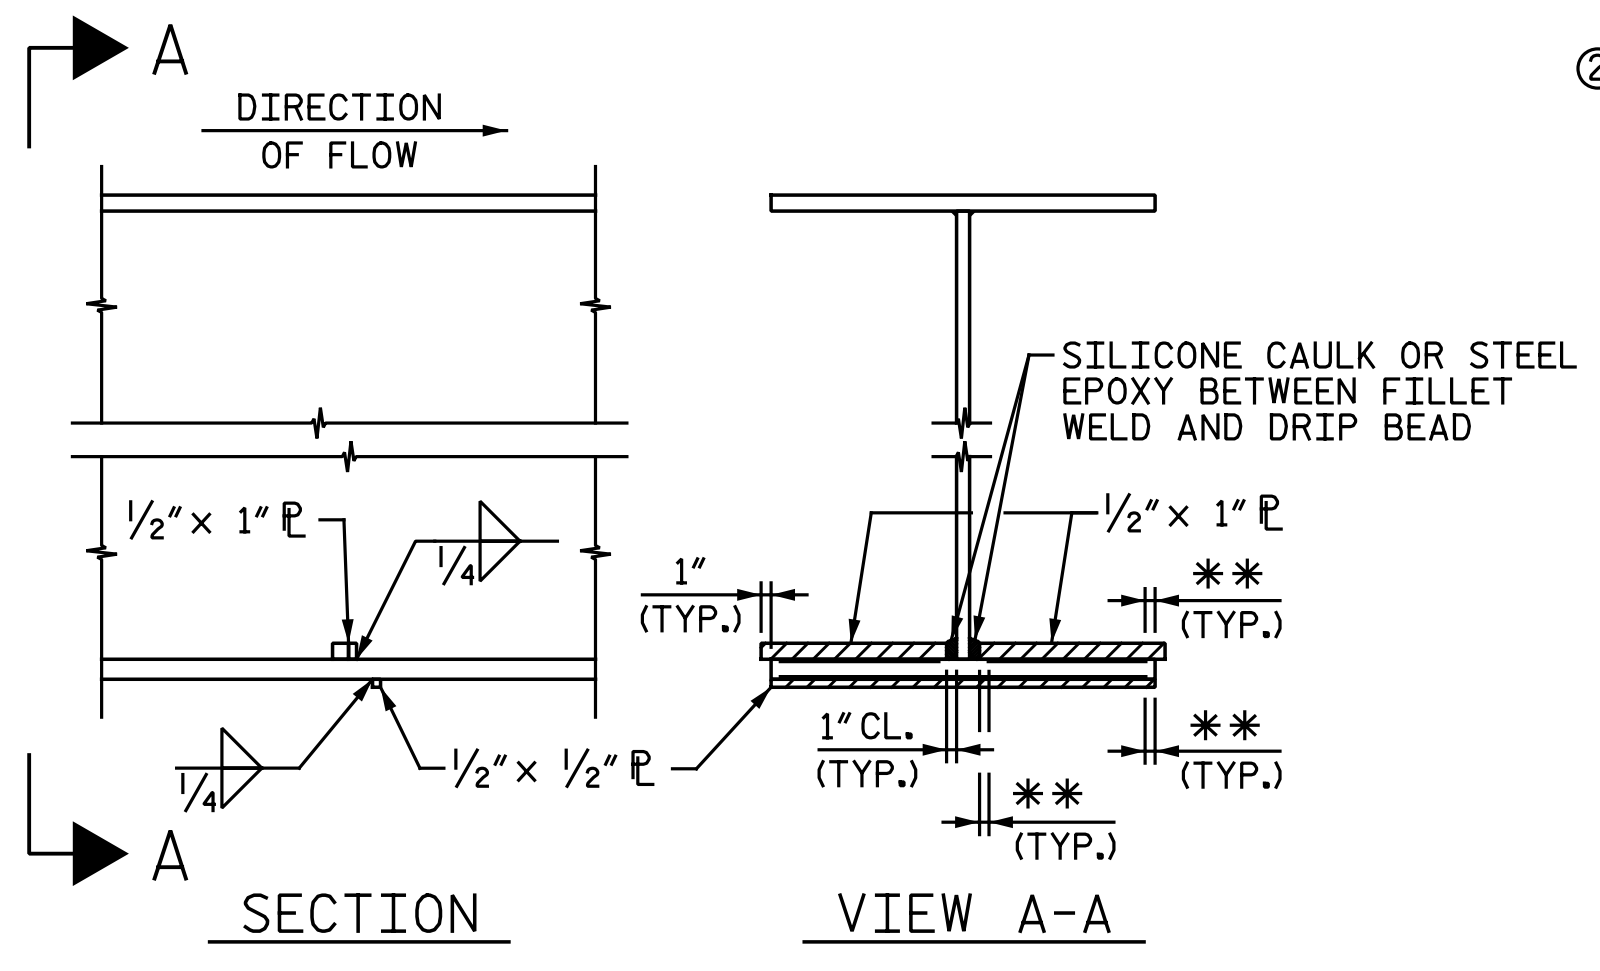 A
②
DIRECTION
OF FLOW
SILICONE CAULK OR STEEL
EPOXY BETWEEN FILLET
WELD AND DRIP BEAD
1/2" x 1" ℙL
1/4
1/2" x 1" ℙL
1"
(TYP.)
**
(TYP.)
1/4
1/2" x 1/2" ℙL
1" CL.
(TYP.)
**
(TYP.)
**
(TYP.)
A
SECTION
VIEW A-A